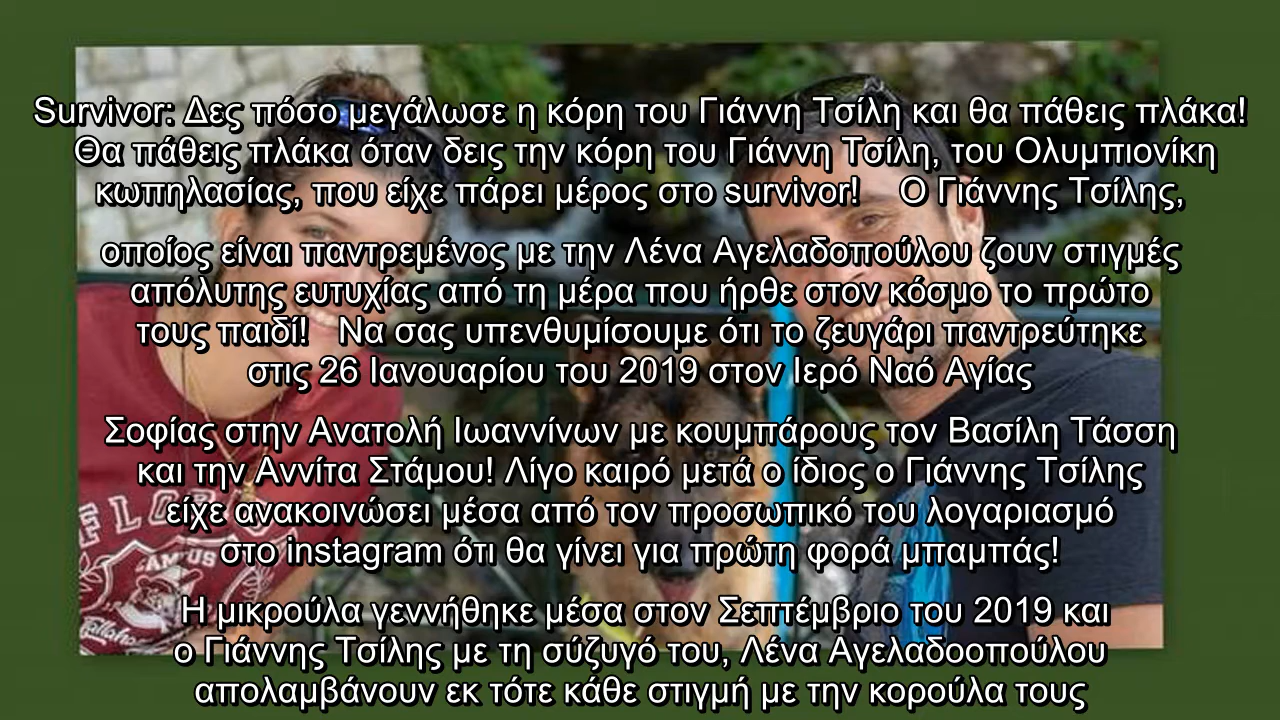 Survivor: Δες πόσο μεγάλωσε η κόρη του Γιάννη Τσίλη και θα πάθεις πλάκα!
Θα πάθεις πλάκα όταν δεις την κόρη του Γιάννη Τσίλη, του Ολυμπιονίκη
κωπηλασίας, που είχε πάρει μέρος στο survivor! Ο Γιάννης Τσίλης,
οποίος είναι παντρεμένος με την Λένα Αγελαδοπούλου ζουν στιγμές
απόλυτης ευτυχίας από τη μέρα που ήρθε στον κόσμο το πρώτο
τους παιδί! Να σας υπενθυμίσουμε ότι το ζευγάρι παντρεύτηκε
στις 26 Ιανουαρίου του 2019 στον Ιερό Ναό Αγίας
Σοφίας στην Ανατολή Ιωαννίνων με κουμπάρους τον Βασίλη Τάσση
και την Αννίτα Στάμου! Λίγο καιρό μετά ο ίδιος ο Γιάννης Τσίλης
είχε ανακοινώσει μέσα από τον προσωπικό του λογαριασμό
στο instagram ότι θα γίνει για πρώτη φορά μπαμπάς!
FLOR
CAMPUS
Η μικρούλα γεννήθηκε μέσα στον Σεπτέμβριο του 2019 και
ο Γιάννης Τσίλης με τη σύζυγό του, Λένα Αγελαδοοπούλου
απολαμβάνουν εκ τότε κάθε στιγμή με την κορούλα τους